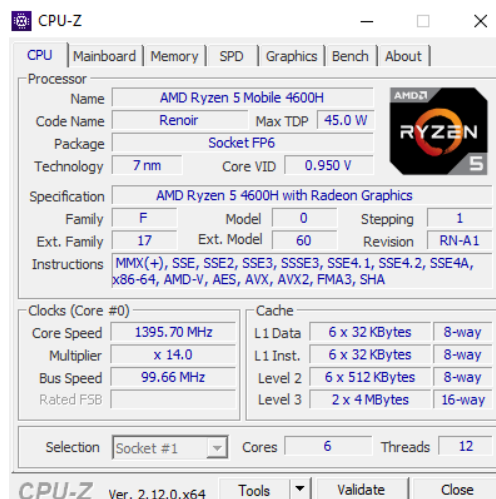 CPU-Z
CPU Mainboard Memory SPD Graphics Bench About
Processor
Name AMD Ryzen 5 Mobile 4600H
Code Name Renoir Max TDP 45.0 W
Package Socket FP6
Technology 7 nm Core VID 0.950 V
AMD RYZEN 5
Specification AMD Ryzen 5 4600H with Radeon Graphics
Family F Model 0 Stepping 1
Ext. Family 17 Ext. Model 60 Revision RN-A1
Instructions MMX(+), SSE, SSE2, SSE3, SSSE3, SSE4.1, SSE4.2, SSE4A,
x86-64, AMD-V, AES, AVX, AVX2, FMA3, SHA
Clocks (Core #0) Cache
Core Speed 1395.70 MHz L1 Data 6 x 32 KBytes 8-way
Multiplier x 14.0 L1 Inst. 6 x 32 KBytes 8-way
Bus Speed 99.66 MHz Level 2 6 x 512 KBytes 8-way
Rated FSB Level 3 2 x 4 MBytes 16-way
Selection Socket #1 Cores 6 Threads 12
CPU-Z Ver. 2.12.0.x64 Tools Validate Close